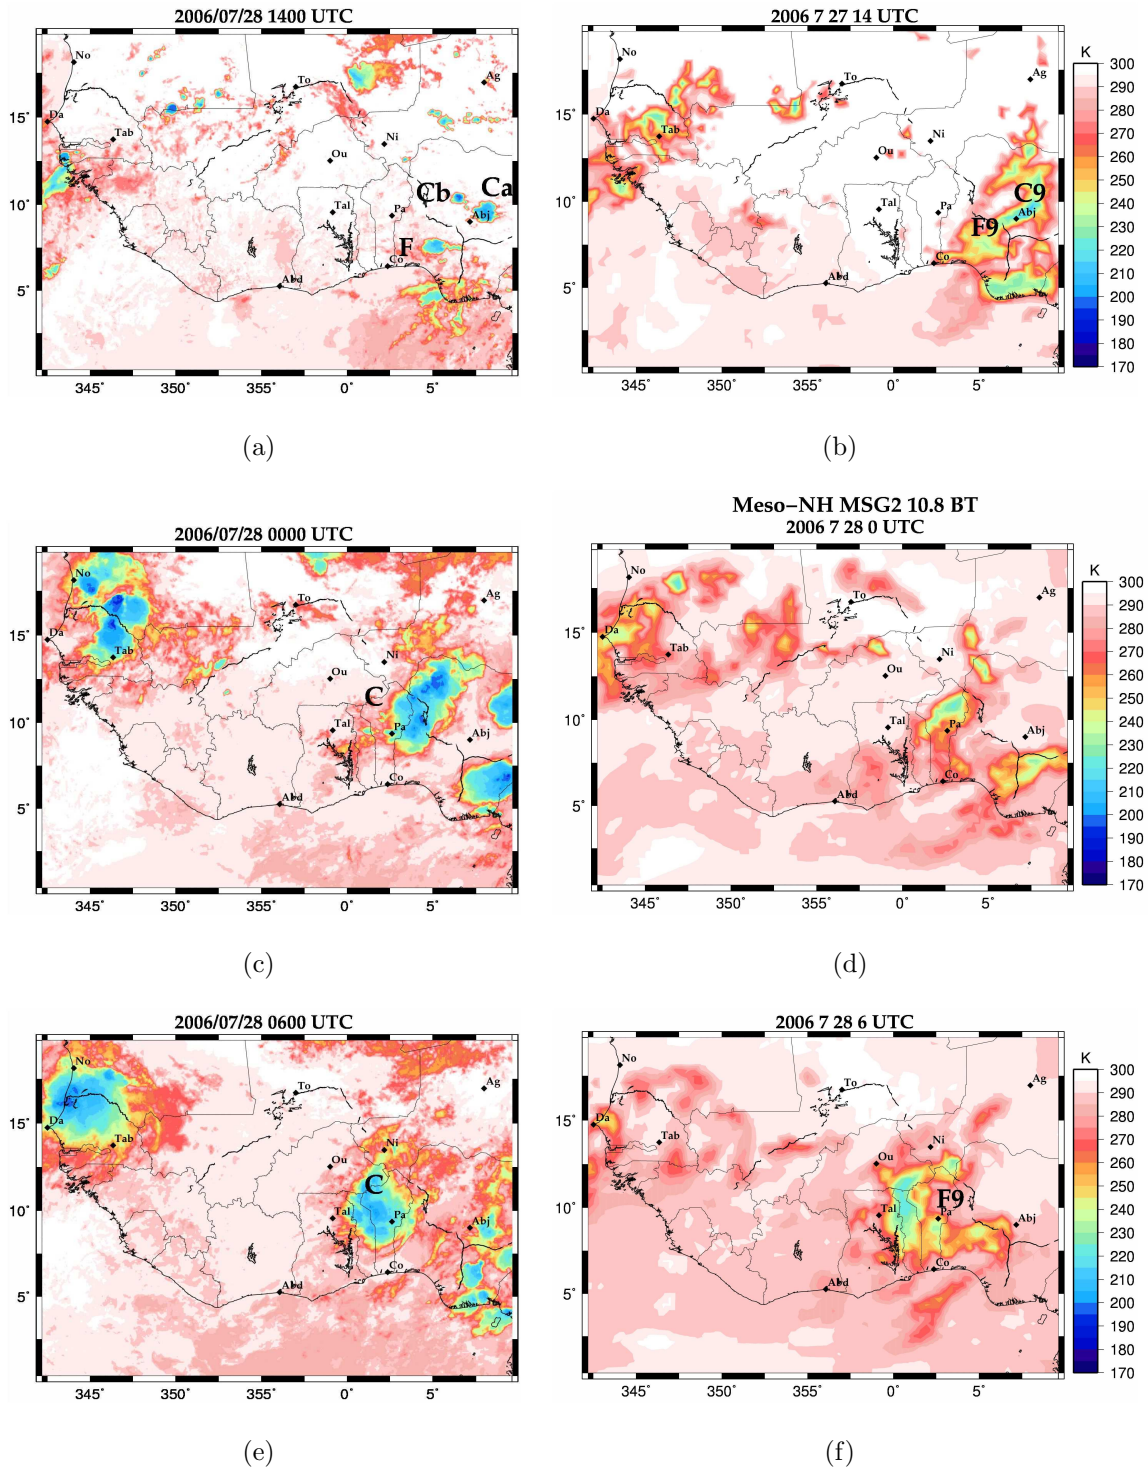 2006/07/28 1400 UTC
No
To
Ag
15°
Da
Tab
Ni
Ou
10°
Cb
Ca
Tal
Pa
Abj
F
Co
5°
Abd
345°
350°
355°
0°
5°
(a)
2006 7 27 14 UTC
No
To
Ag
15°
Da
Tab
Ni
Ou
10°
C9
Tal
Pa
Abj
F9
Co
5°
Abd
345°
350°
355°
0°
5°
K
300
290
280
270
260
250
240
230
220
210
200
190
180
170
(b)
2006/07/28 0000 UTC
No
To
Ag
15°
Da
Tab
Ni
Ou
C
10°
Tal
Pa
Abj
Co
5°
Abd
345°
350°
355°
0°
5°
(c)
Meso-NH MSG2 10.8 BT
2006 7 28 0 UTC
No
To
Ag
15°
Da
Tab
Ni
Ou
10°
Tal
Pa
Abj
Co
5°
Abd
345°
350°
355°
0°
5°
K
300
290
280
270
260
250
240
230
220
210
200
190
180
170
(d)
2006/07/28 0600 UTC
No
To
Ag
15°
Da
Tab
Ni
Ou
C
10°
Tal
Pa
Abj
Co
5°
Abd
345°
350°
355°
0°
5°
(e)
2006 7 28 6 UTC
No
To
Ag
15°
Da
Tab
Ni
Ou
F9
10°
Tal
Pa
Abj
Co
5°
Abd
345°
350°
355°
0°
5°
K
300
290
280
270
260
250
240
230
220
210
200
190
180
170
(f)